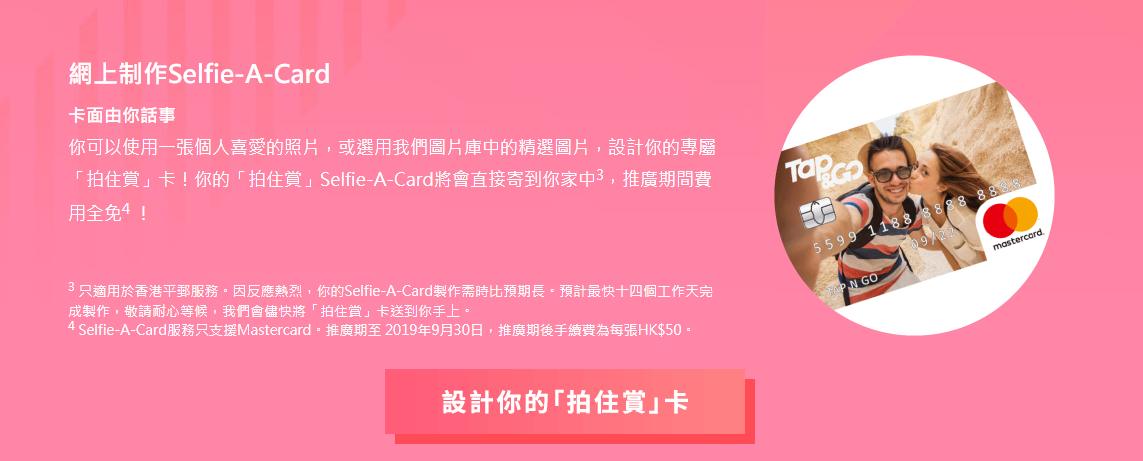 網上制作Selfie-A-Card
卡面由你話事
你可以使用一張個人喜愛的照片，或選用我們圖片庫中的精選圖片，設計你的專屬
「拍住賞」卡！你的「拍住賞」Selfie-A-Card將會直接寄到你家中3，推廣期間費
用全免4 ！
TAP
&GO
5599 1188 8888 8888
09/22
TAP N GO
mastercard.
3 只適用於香港平郵服務。因反應熱烈，你的Selfie-A-Card製作需時比預期長。預計最快十四個工作天完
成製作，敬請耐心等候，我們會儘快將「拍住賞」卡送到你手上。
4 Selfie-A-Card服務只支援Mastercard。推廣期至 2019年9月30日，推廣期後手續費為每張HK$50。
設計你的「拍住賞」卡